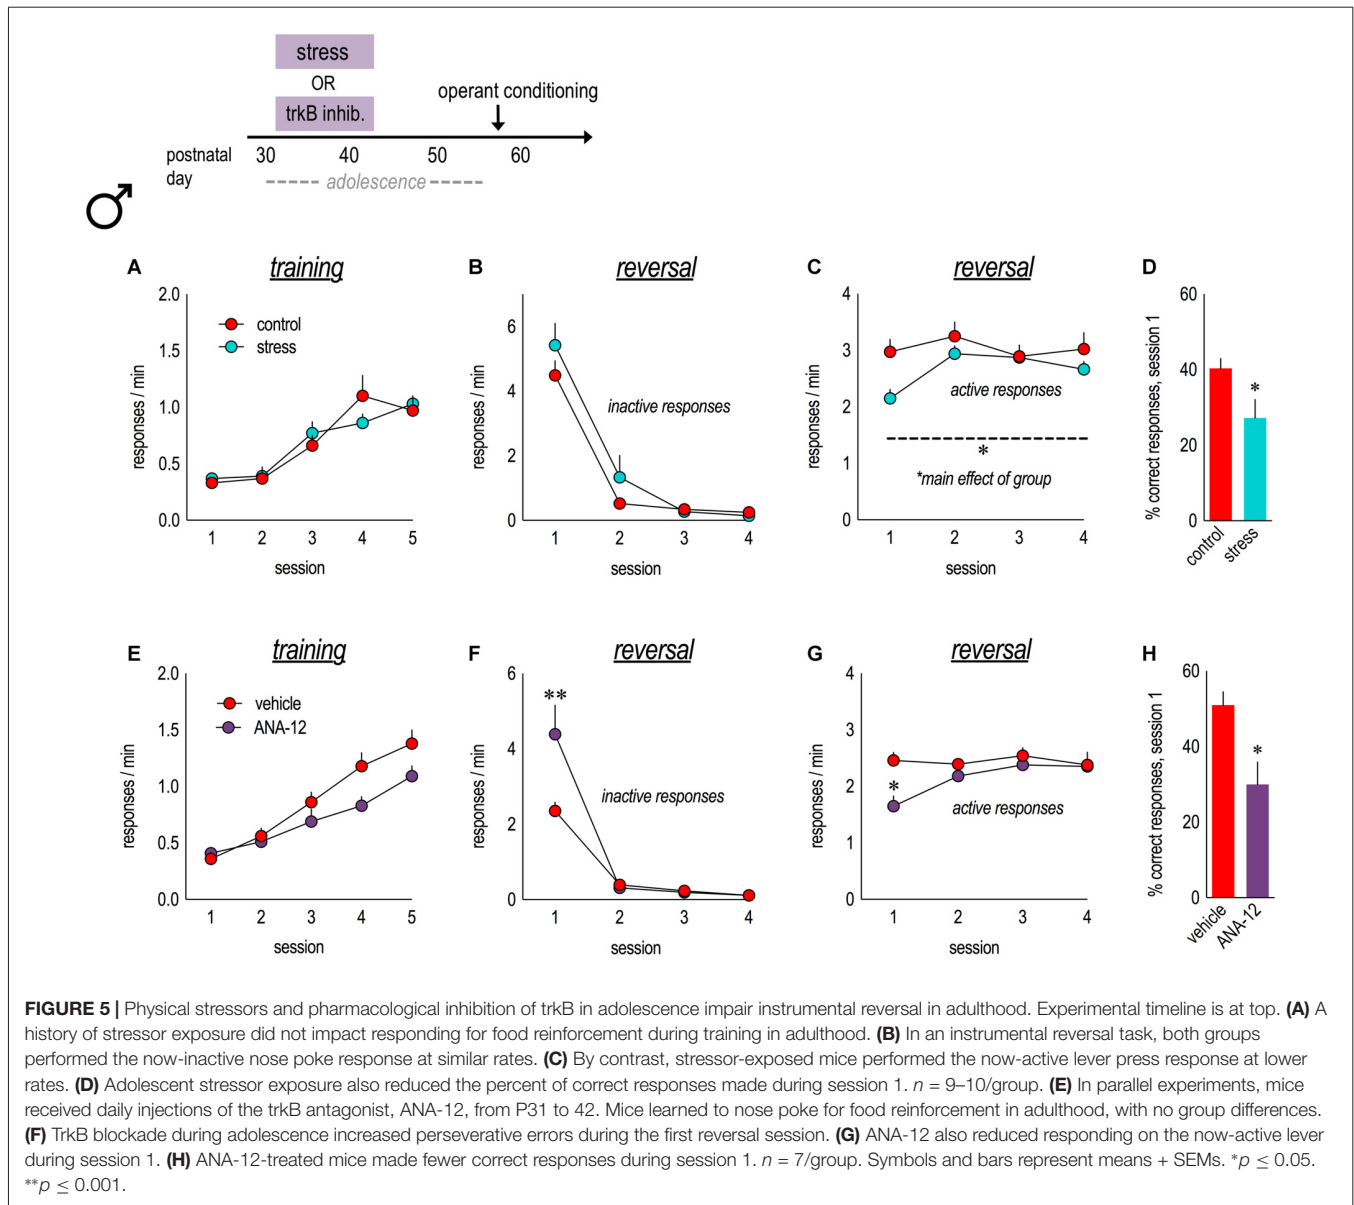 stress
OR
trkB inhib.
operant conditioning
postnatal day
30 40 50 60
adolescence
A
training
2.0
1.5
1.0
0.5
0.0
responses / min
control
stress
1 2 3 4 5
session
B
reversal
6
4
2
0
responses / min
inactive responses
1 2 3 4
session
C
reversal
4
3
2
1
0
responses / min
active responses
*
*main effect of group
1 2 3 4
session
D
60
40
20
0
% correct responses, session 1
*
control
stress
E
training
2.0
1.5
1.0
0.5
0.0
responses / min
vehicle
ANA-12
1 2 3 4 5
session
F
reversal
6
4
2
0
responses / min
**
inactive responses
1 2 3 4
session
G
reversal
4
3
2
1
0
responses / min
*
active responses
1 2 3 4
session
H
60
40
20
0
% correct responses, session 1
*
vehicle
ANA-12
FIGURE 5 | Physical stressors and pharmacological inhibition of trkB in adolescence impair instrumental reversal in adulthood. Experimental timeline is at top. (A) A
history of stressor exposure did not impact responding for food reinforcement during training in adulthood. (B) In an instrumental reversal task, both groups
performed the now-inactive nose poke response at similar rates. (C) By contrast, stressor-exposed mice performed the now-active lever press response at lower
rates. (D) Adolescent stressor exposure also reduced the percent of correct responses made during session 1. n = 9–10/group. (E) In parallel experiments, mice
received daily injections of the trkB antagonist, ANA-12, from P31 to 42. Mice learned to nose poke for food reinforcement in adulthood, with no group differences.
(F) TrkB blockade during adolescence increased perseverative errors during the first reversal session. (G) ANA-12 also reduced responding on the now-active lever
during session 1. (H) ANA-12-treated mice made fewer correct responses during session 1. n = 7/group. Symbols and bars represent means + SEMs. *p ≤ 0.05.
**p ≤ 0.001.